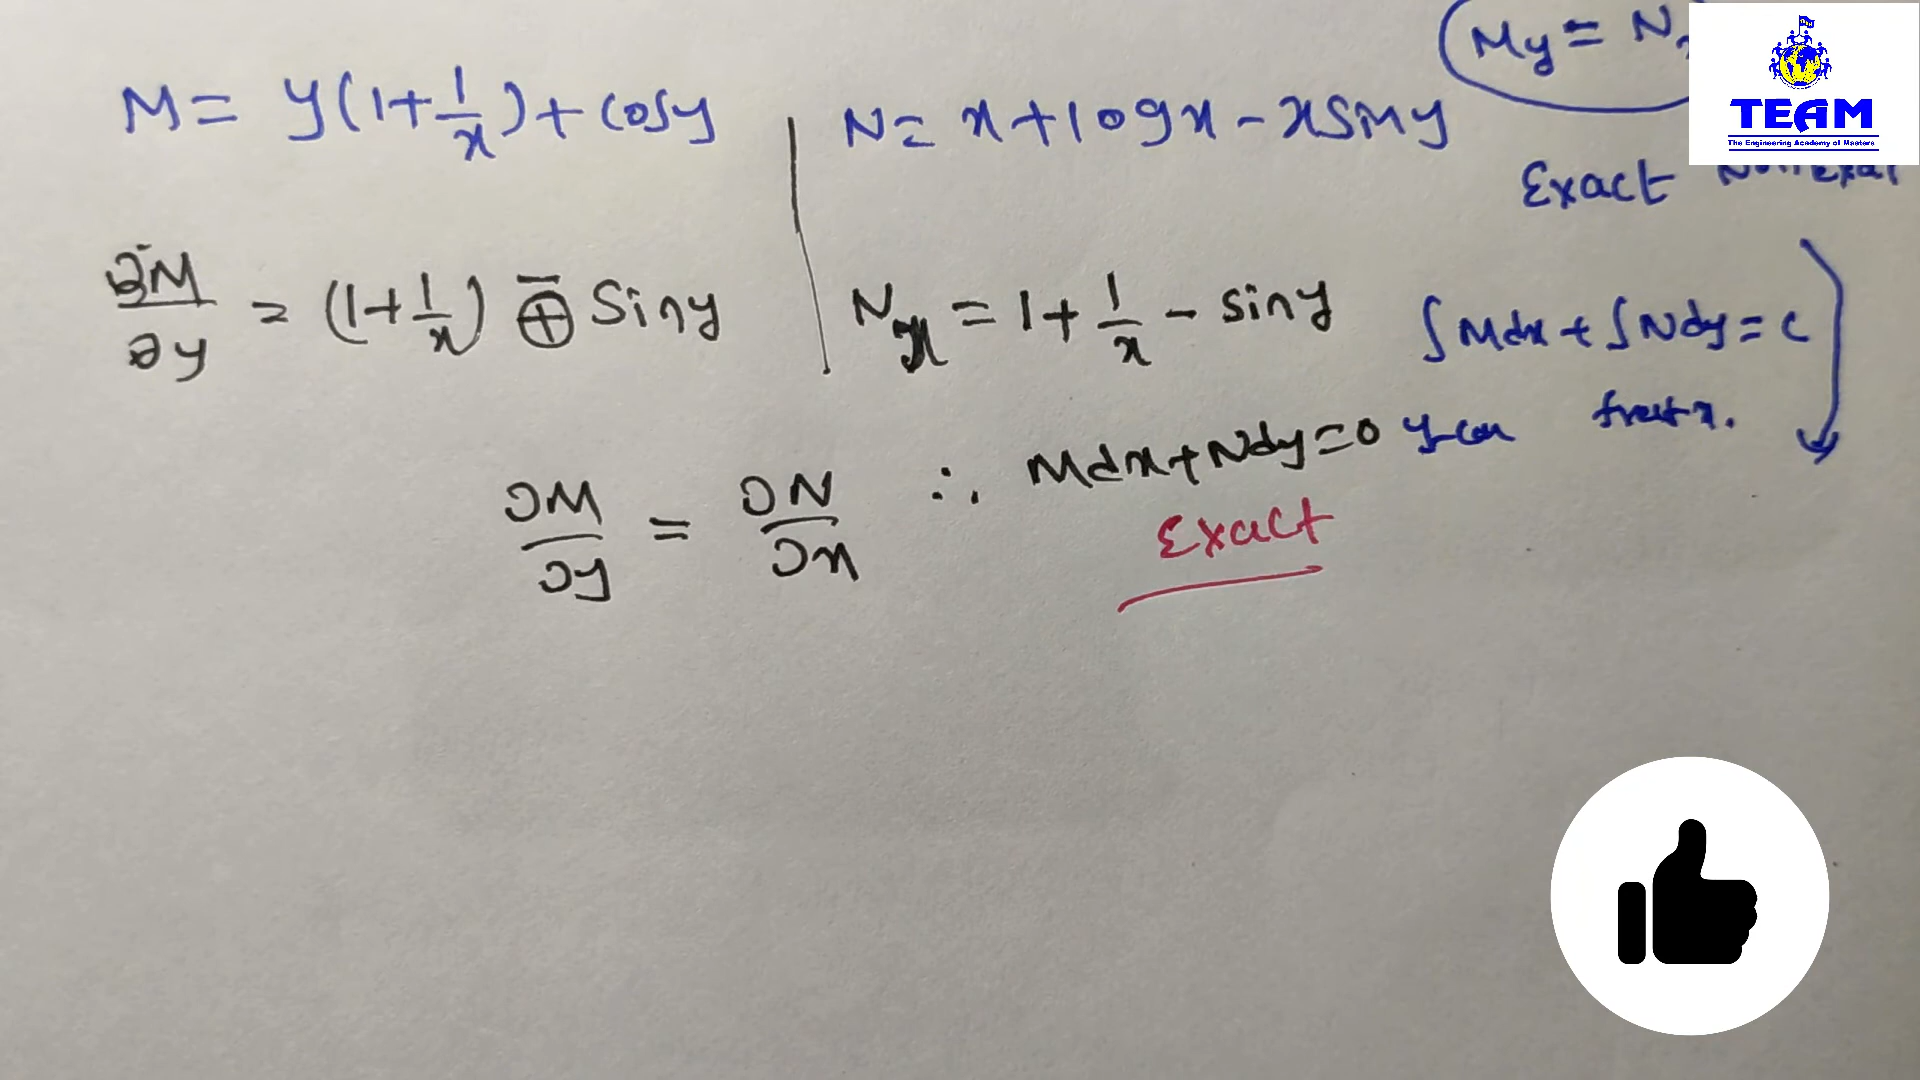 My = N
TEAM
The Engineering Academy of Masters
M = y(1+1/x)+cosy | N = x+logx-xsiny
Exact
∂M/∂y = (1+1/x) - Siny | Nx = 1+1/x - siny
∫Mdx+∫Ndy=c
∴ Mdx+Ndy=0
∂M/∂y = ∂N/∂x
Exact